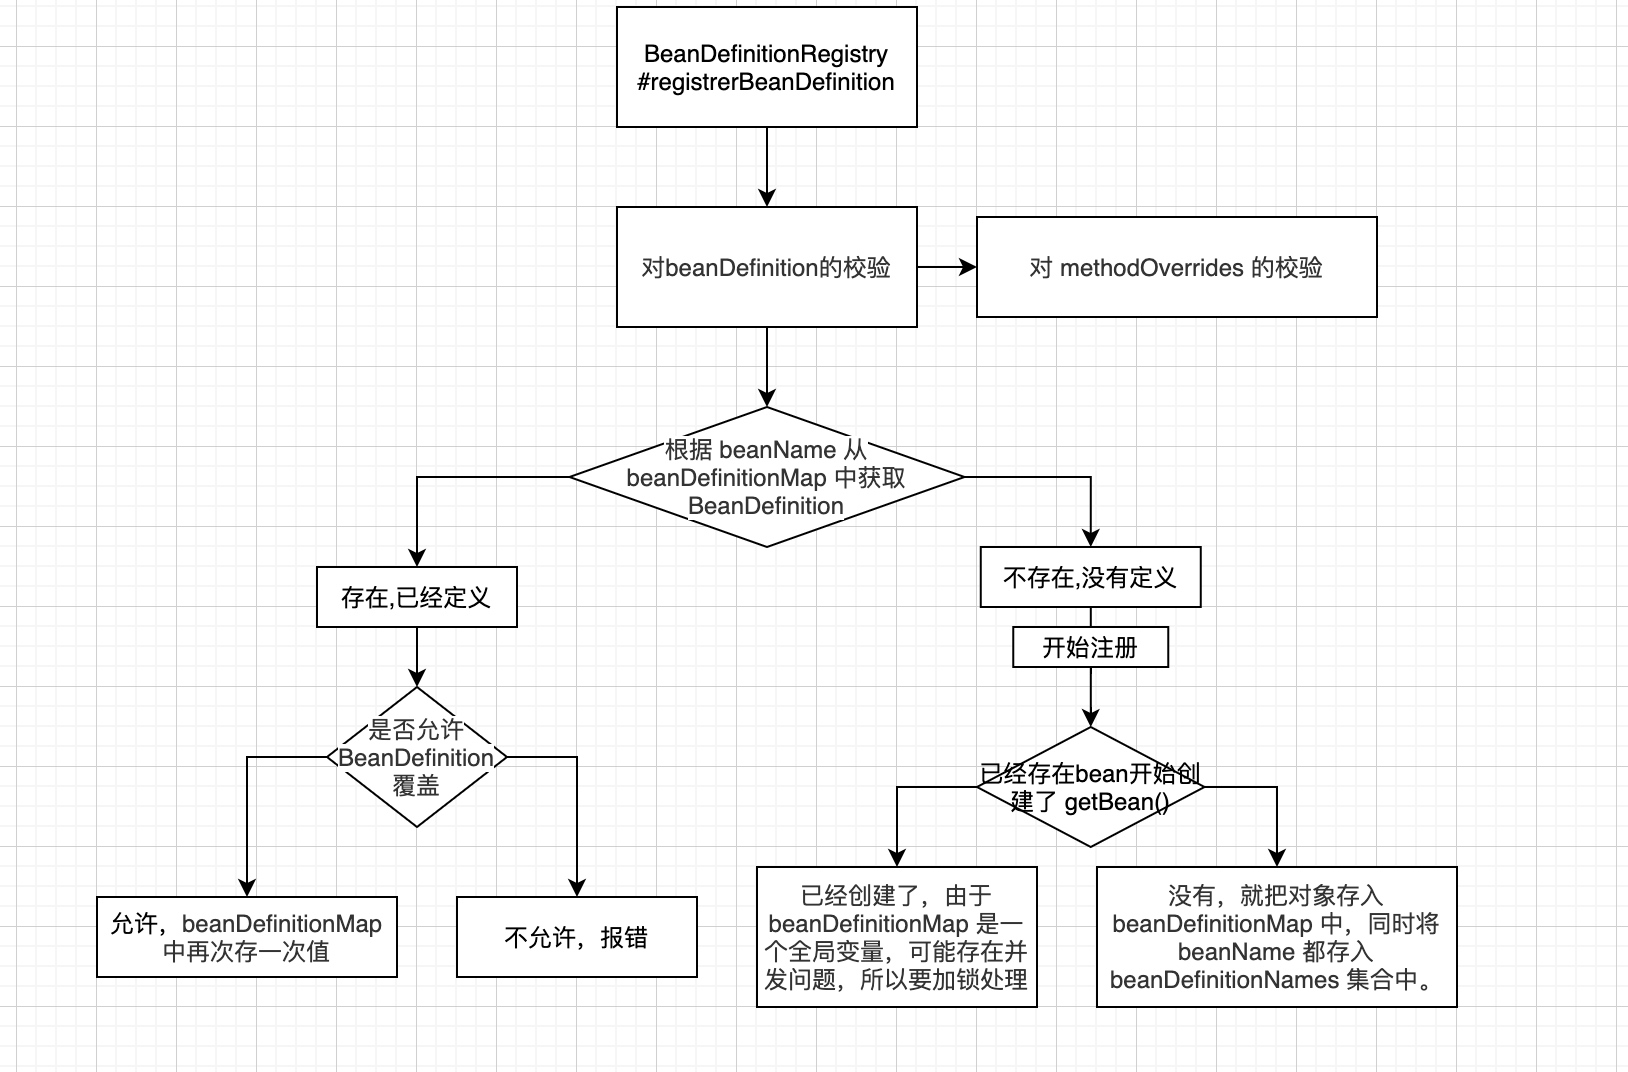 BeanDefinitionRegistry
#registrerBeanDefinition
对beanDefinition的校验
对 methodOverrides 的校验
根据 beanName 从
beanDefinitionMap 中获取
BeanDefinition
存在,已经定义
不存在,没有定义
开始注册
是否允许
BeanDefinition
覆盖
已经存在bean开始创
建了 getBean()
允许，beanDefinitionMap
中再次存一次值
不允许，报错
已经创建了，由于
beanDefinitionMap 是一
个全局变量，可能存在并
发问题，所以要加锁处理
没有，就把对象存入
beanDefinitionMap 中，同时将
beanName 都存入
beanDefinitionNames 集合中。